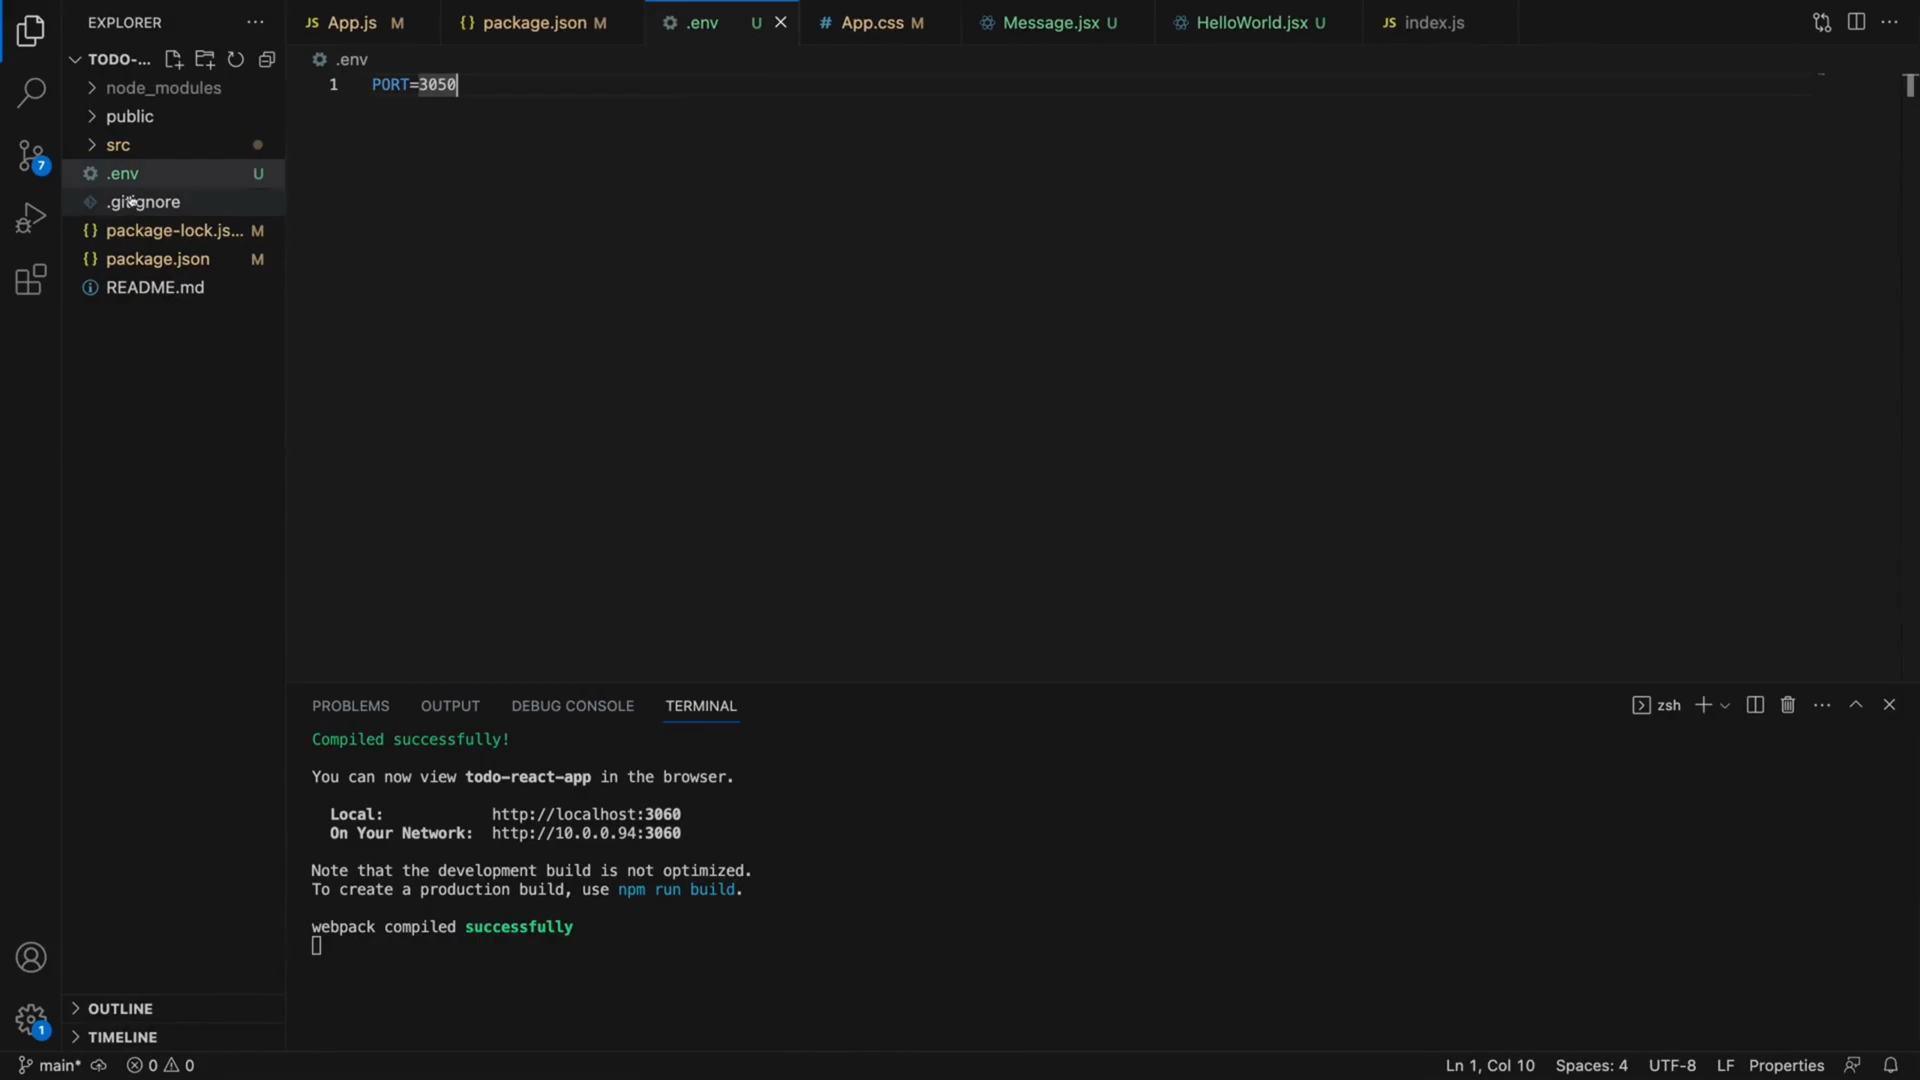 EXPLORER
TODO-...
node_modules
public
src
.env U
.gitignore
package-lock.js... M
package.json M
README.md
OUTLINE
TIMELINE
7
1
JS App.js M
{} package.json M
.env U
# App.css M
Message.jsx U
HelloWorld.jsx U
JS index.js
.env
1 PORT=3050
PROBLEMS OUTPUT DEBUG CONSOLE TERMINAL
zsh
Compiled successfully!
You can now view todo-react-app in the browser.
Local: http://localhost:3060
On Your Network: http://10.0.0.94:3060
Note that the development build is not optimized.
To create a production build, use npm run build.
webpack compiled successfully
main* 0 0
Ln 1, Col 10 Spaces: 4 UTF-8 LF Properties